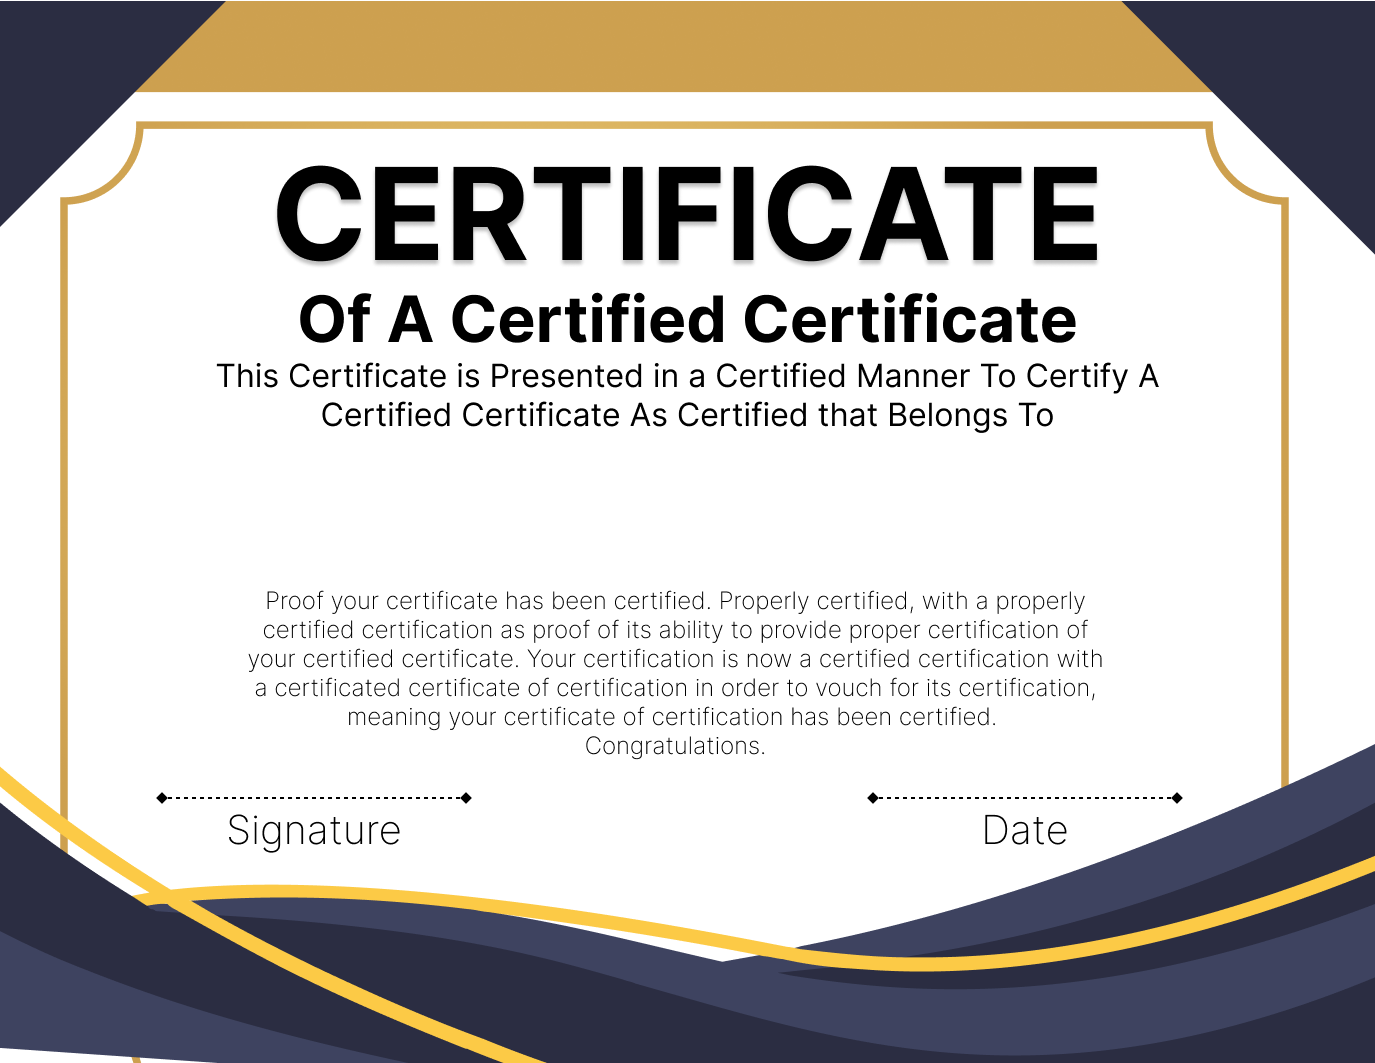 CERTIFICATE
Of A Certified Certificate
This Certificate is Presented in a Certified Manner To Certify A
Certified Certificate As Certified that Belongs To
Proof your certificate has been certified. Properly certified, with a properly
certified certification as proof of its ability to provide proper certification of
your certified certificate. Your certification is now a certified certification with
a certificated certificate of certification in order to vouch for its certification,
meaning your certificate of certification has been certified.
Congratulations.
Signature
Date